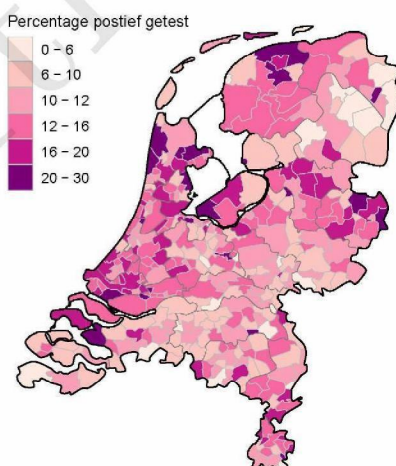 Percentage postief getest
0 – 6
6 – 10
10 – 12
12 – 16
16 – 20
20 – 30